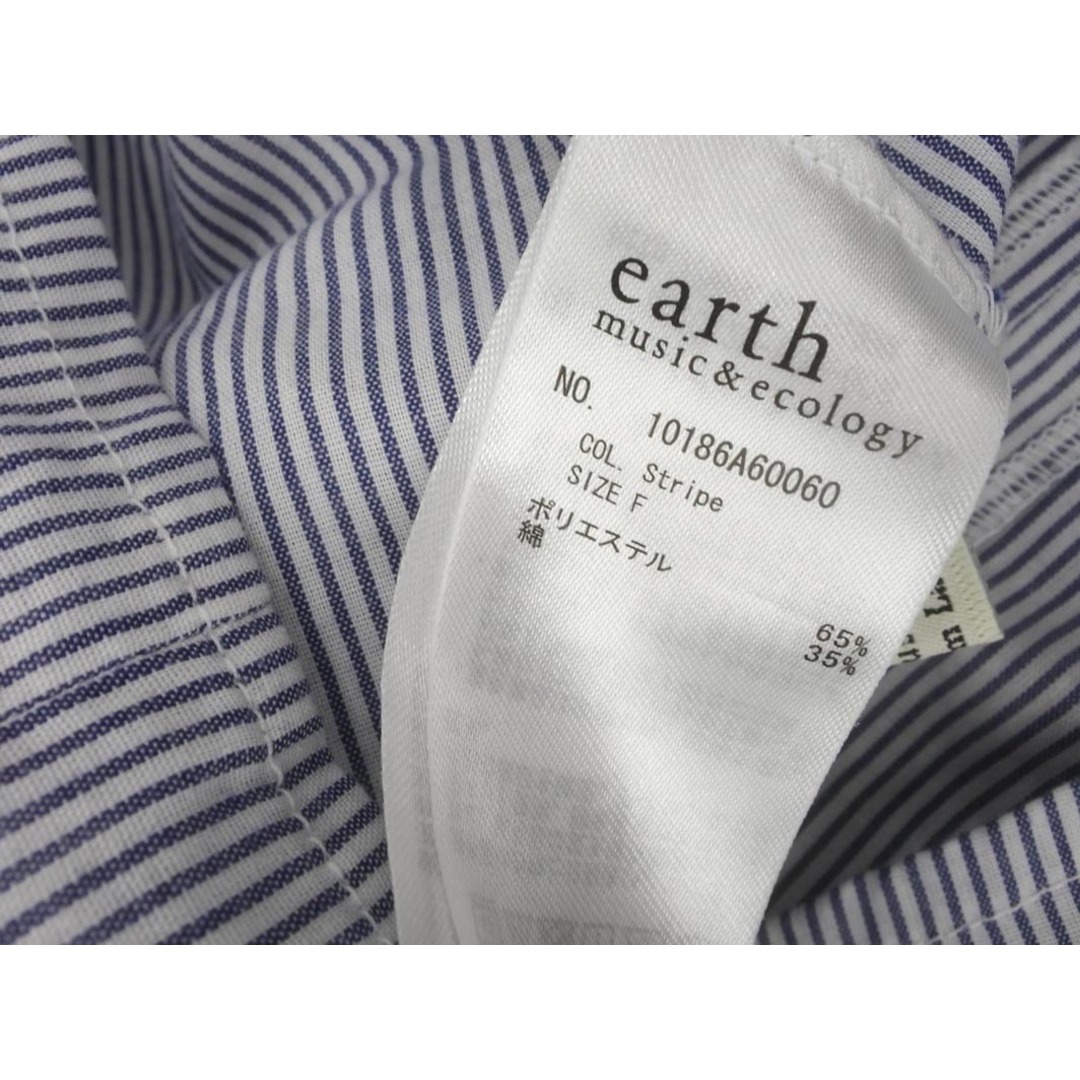 earth
music & ecology
NO. 10186A60060
COL. Stripe
SIZE F
ポリエステル 65%
綿 35%